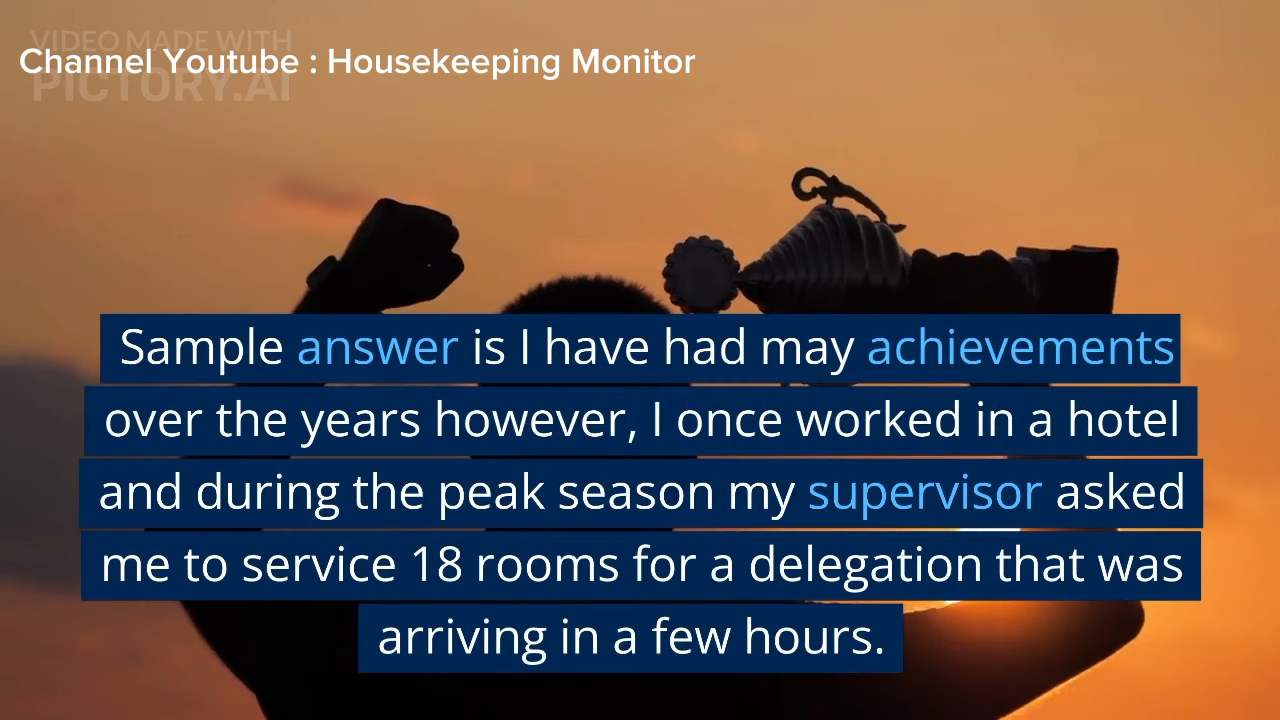 VIDEO MADE WITH
Channel Youtube : Housekeeping Monitor
PICTORY.AI
Sample answer is I have had may achievements
over the years however, I once worked in a hotel
and during the peak season my supervisor asked
me to service 18 rooms for a delegation that was
arriving in a few hours.